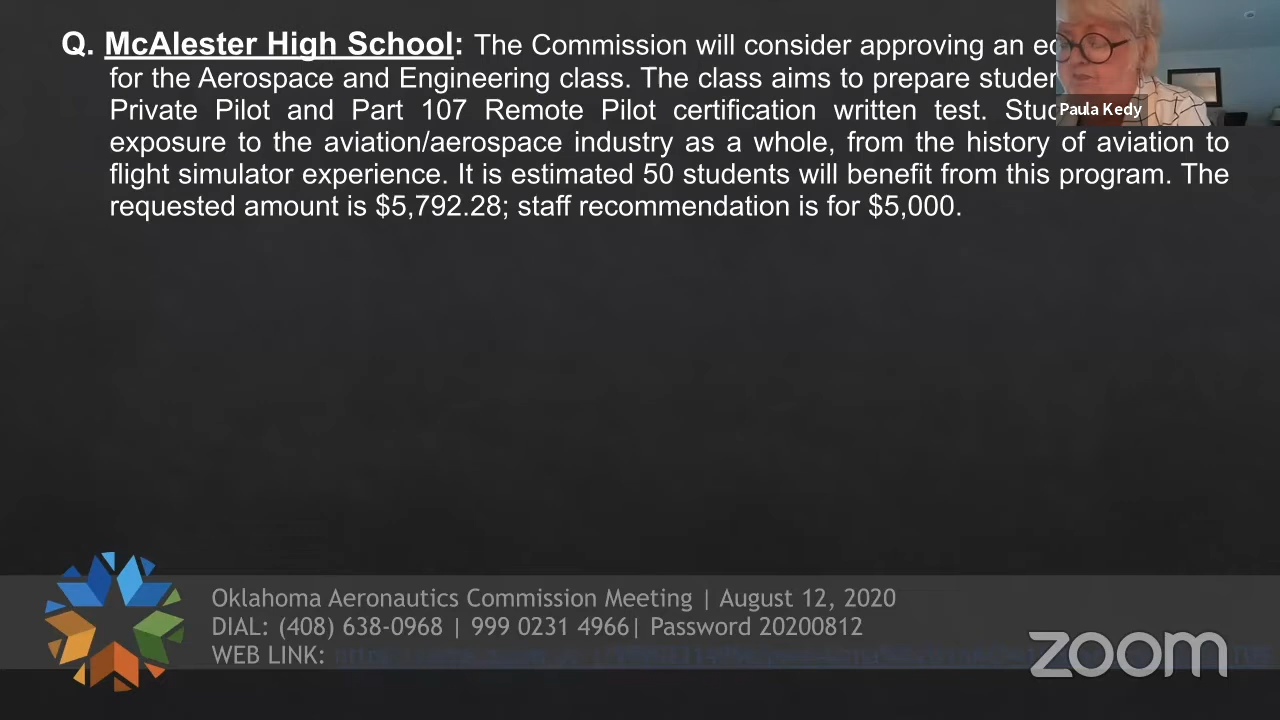 Q. McAlester High School: The Commission will consider approving an
for the Aerospace and Engineering class. The class aims to prepare
Private Pilot and Part 107 Remote Pilot certification written test.
exposure to the aviation/aerospace industry as a whole, from the history of aviation to
flight simulator experience. It is estimated 50 students will benefit from this program. The
requested amount is $5,792.28; staff recommendation is for $5,000.
Paula Kedy
Oklahoma Aeronautics Commission Meeting | August 12, 2020
DIAL: (408) 638-0968 | 999 0231 4966| Password 20200812
WEB LINK:
zoom